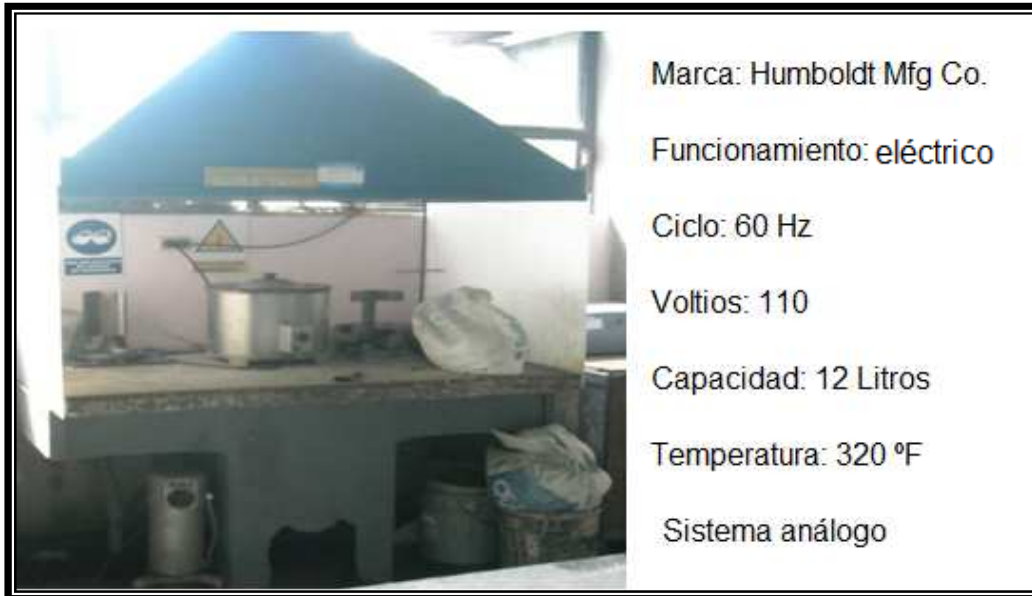 Marca: Humboldt Mfg Co.
Funcionamiento: eléctrico
Ciclo: 60 Hz
Voltios: 110
Capacidad: 12 Litros
Temperatura: 320 ºF
Sistema análogo